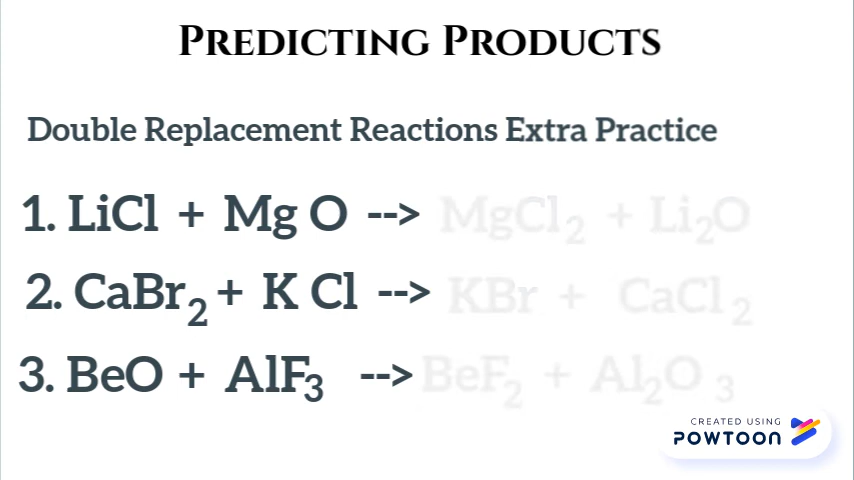 Predicting Products
Double Replacement Reactions Extra Practice
1. LiCl + Mg O --> MgCl₂ + Li₂O
2. CaBr₂ + K Cl --> KBr + CaCl₂
3. BeO + AlF₃ --> BeF₂ + Al₂O₃
CREATED USING
POWTOON